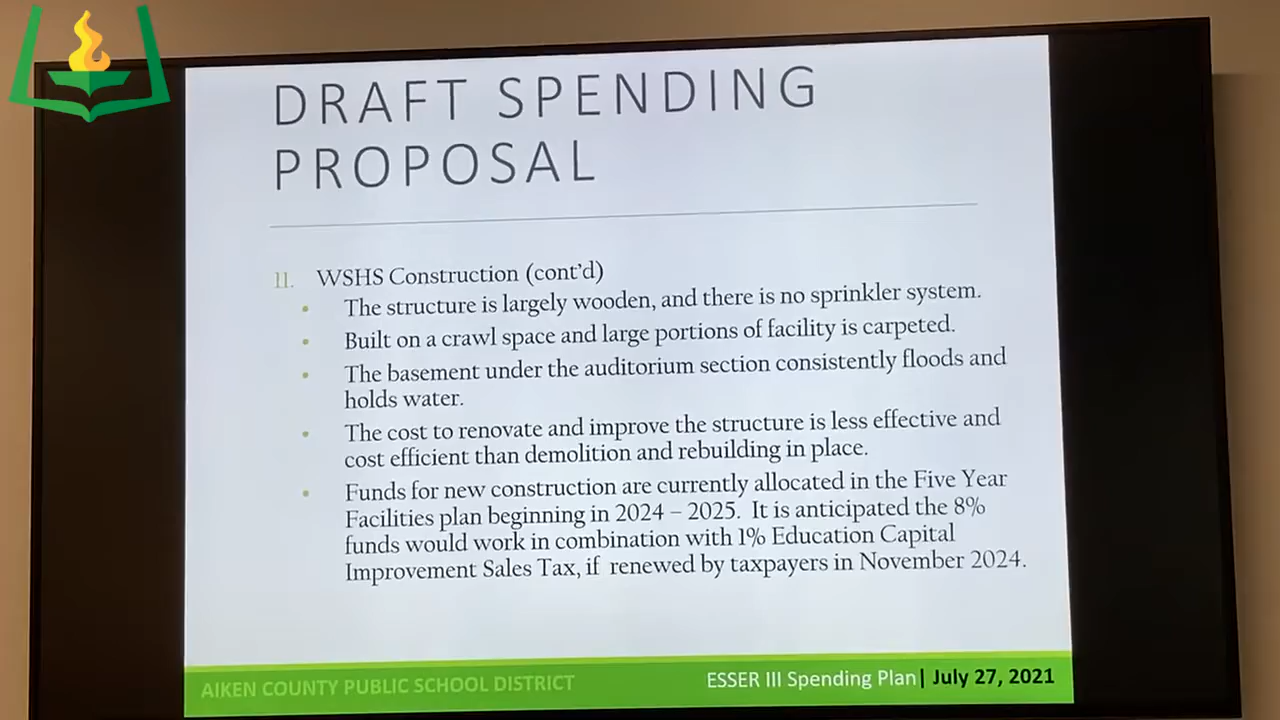 DRAFT SPENDING
PROPOSAL
11. WSHS Construction (cont’d)
• The structure is largely wooden, and there is no sprinkler system.
• Built on a crawl space and large portions of facility is carpeted.
• The basement under the auditorium section consistently floods and
holds water.
• The cost to renovate and improve the structure is less effective and
cost efficient than demolition and rebuilding in place.
• Funds for new construction are currently allocated in the Five Year
Facilities plan beginning in 2024 – 2025. It is anticipated the 8%
funds would work in combination with 1% Education Capital
Improvement Sales Tax, if renewed by taxpayers in November 2024.
AIKEN COUNTY PUBLIC SCHOOL DISTRICT ESSER III Spending Plan| July 27, 2021